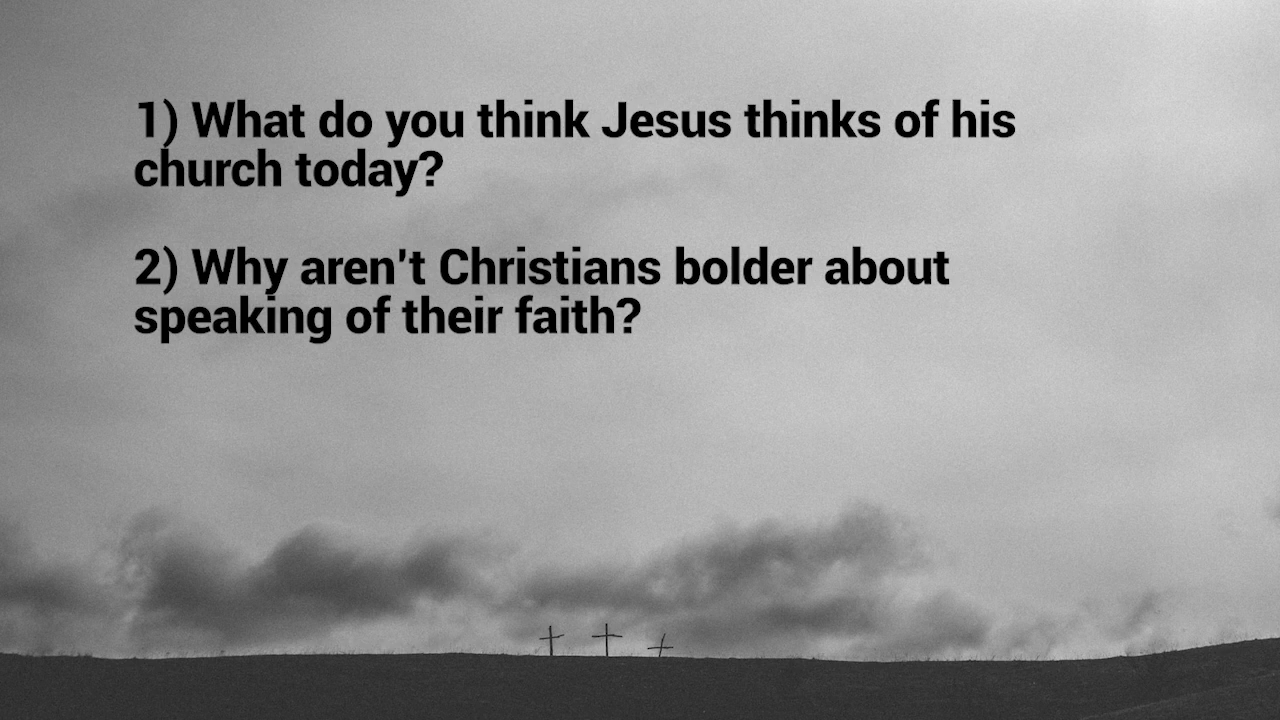 1) What do you think Jesus thinks of his
church today?
2) Why aren't Christians bolder about
speaking of their faith?